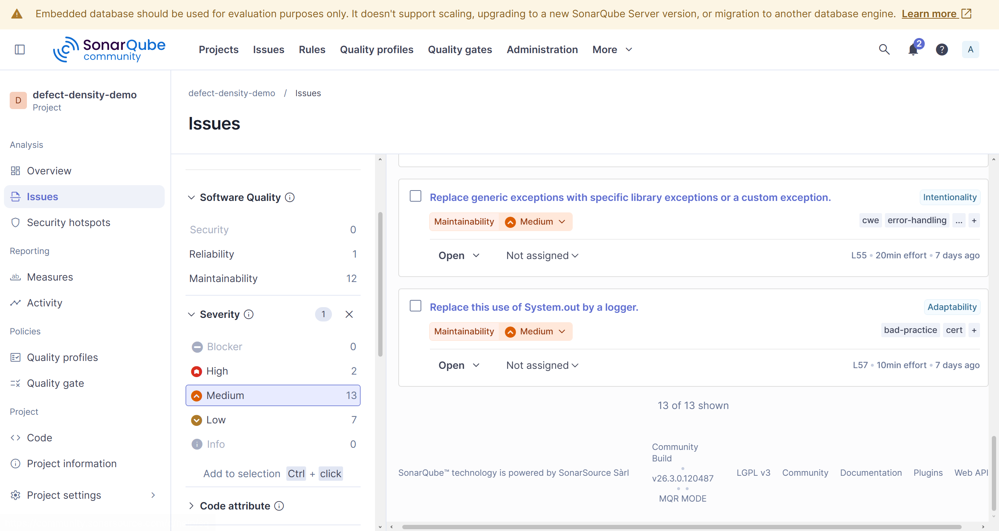 Embedded database should be used for evaluation purposes only. It doesn't support scaling, upgrading to a new SonarQube Server version, or migration to another database engine. Learn more
SonarQube
community
Projects
Issues
Rules
Quality profiles
Quality gates
Administration
More
2
?
A
D
defect-density-demo
Project
Analysis
Overview
Issues
Security hotspots
Reporting
Measures
Activity
Policies
Quality profiles
Quality gate
Project
Code
Project information
Project settings
defect-density-demo / Issues
Issues
Software Quality
Security 0
Reliability 1
Maintainability 12
Severity 1
Blocker 0
High 2
Medium 13
Low 7
Info 0
Add to selection Ctrl + click
Code attribute
Replace generic exceptions with specific library exceptions or a custom exception.
Intentionality
Maintainability Medium
cwe error-handling ... +
Open Not assigned
L55 • 20min effort • 7 days ago
Replace this use of System.out by a logger.
Adaptability
Maintainability Medium
bad-practice cert +
Open Not assigned
L57 • 10min effort • 7 days ago
13 of 13 shown
SonarQube™ technology is powered by SonarSource Sàrl
Community
Build
•
v26.3.0.120487
• •
MQR MODE
LGPL v3
Community
Documentation
Plugins
Web API